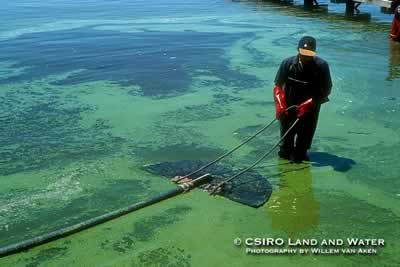 © CSIRO Land and Water
Photography by Willem van Aken